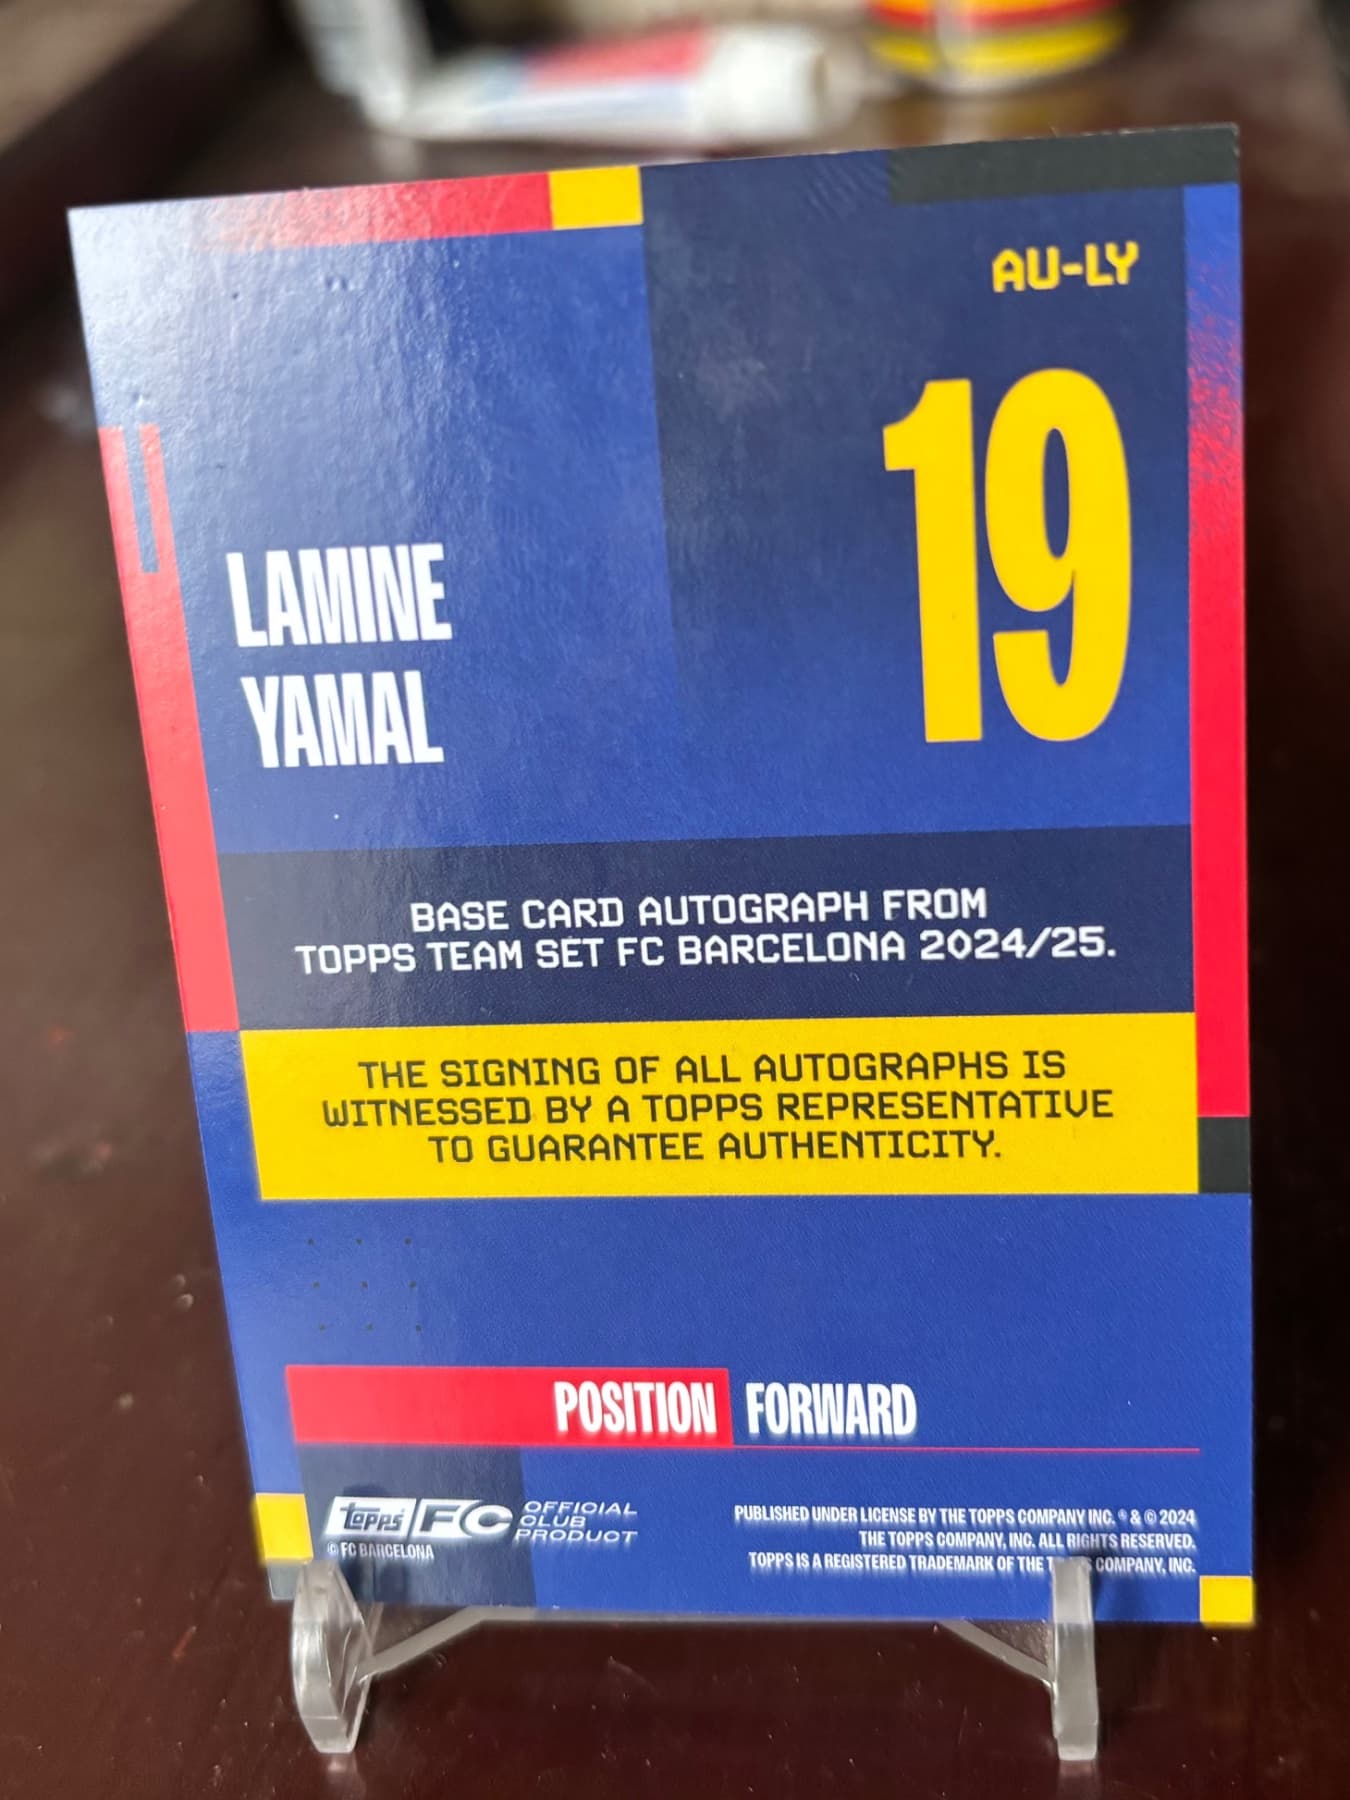 AU-LY
19
LAMINE
YAMAL
BASE CARD AUTOGRAPH FROM
TOPPS TEAM SET FC BARCELONA 2024/25.
THE SIGNING OF ALL AUTOGRAPHS IS
WITNESSED BY A TOPPS REPRESENTATIVE
TO GUARANTEE AUTHENTICITY.
POSITION FORWARD
topps FC
OFFICIAL
CLUB
PRODUCT
© FC BARCELONA
PUBLISHED UNDER LICENSE BY THE TOPPS COMPANY INC. ® & © 2024
THE TOPPS COMPANY, INC. ALL RIGHTS RESERVED.
TOPPS IS A REGISTERED TRADEMARK OF THE COMPANY, INC.